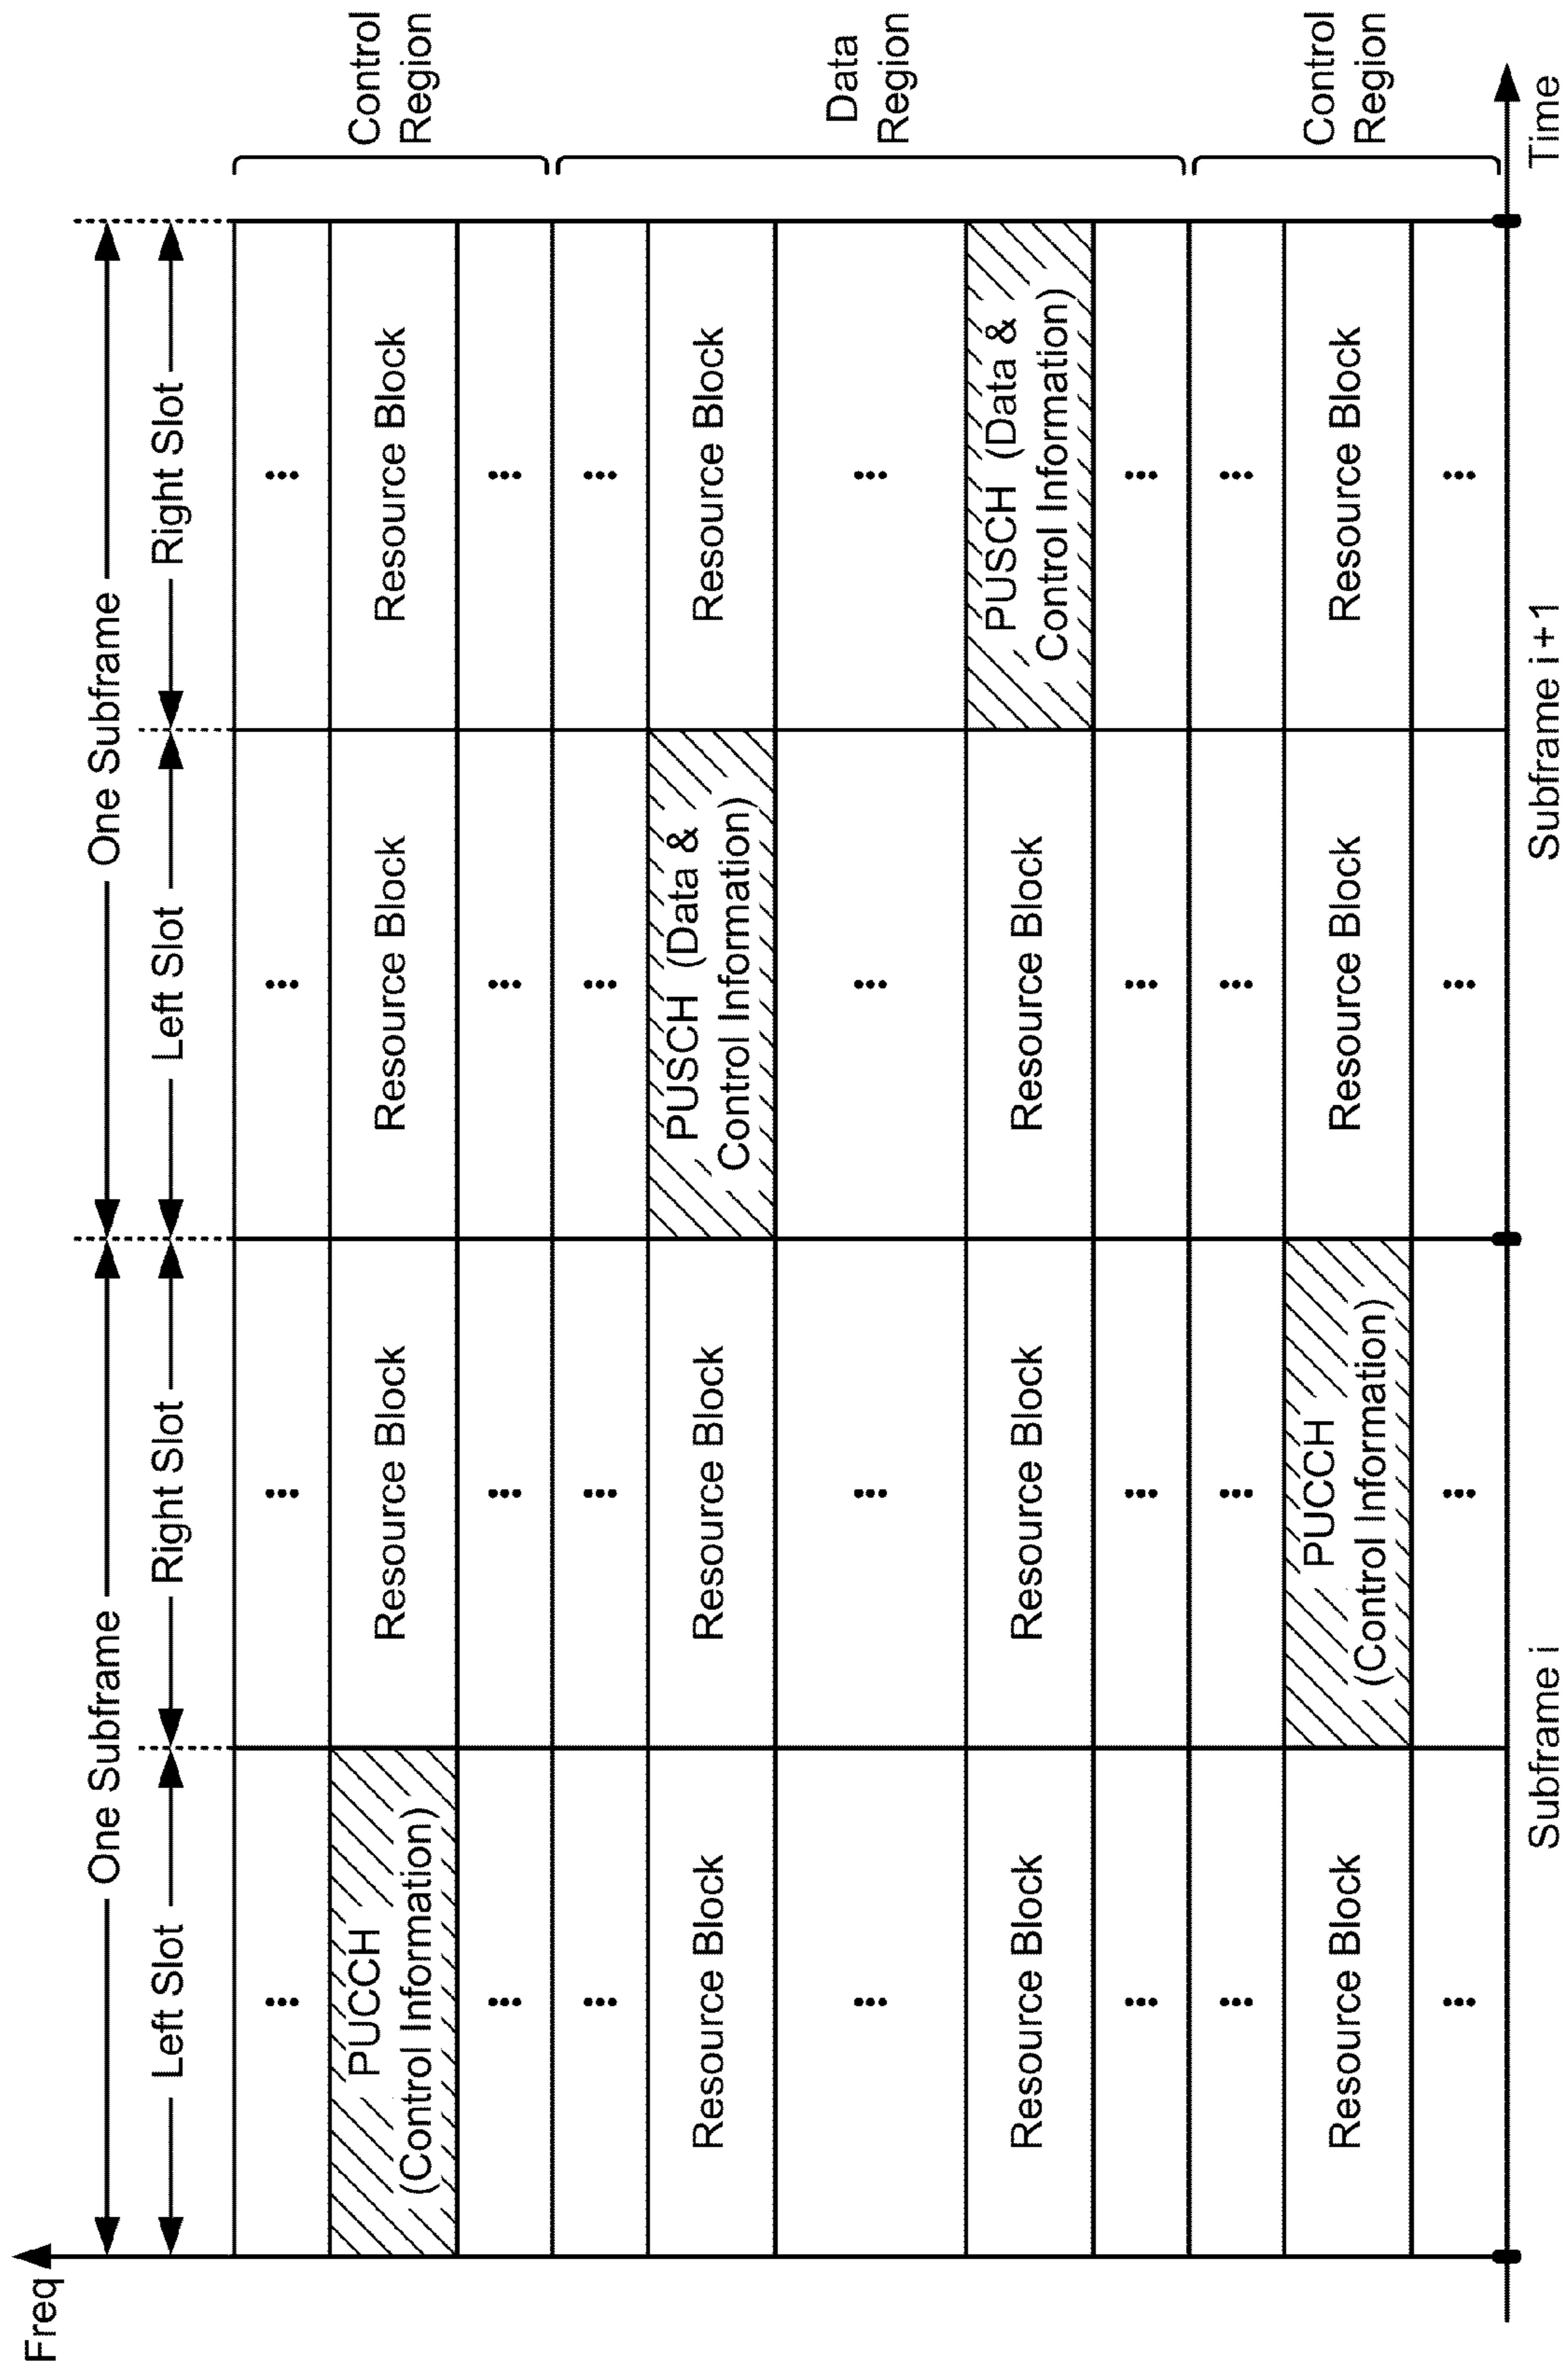 Freq
One Subframe One Subframe
Left Slot Right Slot Left Slot Right Slot
... ... ... ...
PUCCH
(Control Information)
Resource Block
Resource Block
Resource Block
Control
Region
... ... ... ...
... ... ... ...
Resource Block
Resource Block
PUSCH (Data &
Control Information)
Resource Block
... ... ... ...
Data
Region
Resource Block
Resource Block
Resource Block
PUSCH (Data &
Control Information)
... ... ... ...
... ... ... ...
Resource Block
PUCCH
(Control Information)
Resource Block
Resource Block
Control
Region
... ... ... ...
Subframe i
Subframe i+1
Time